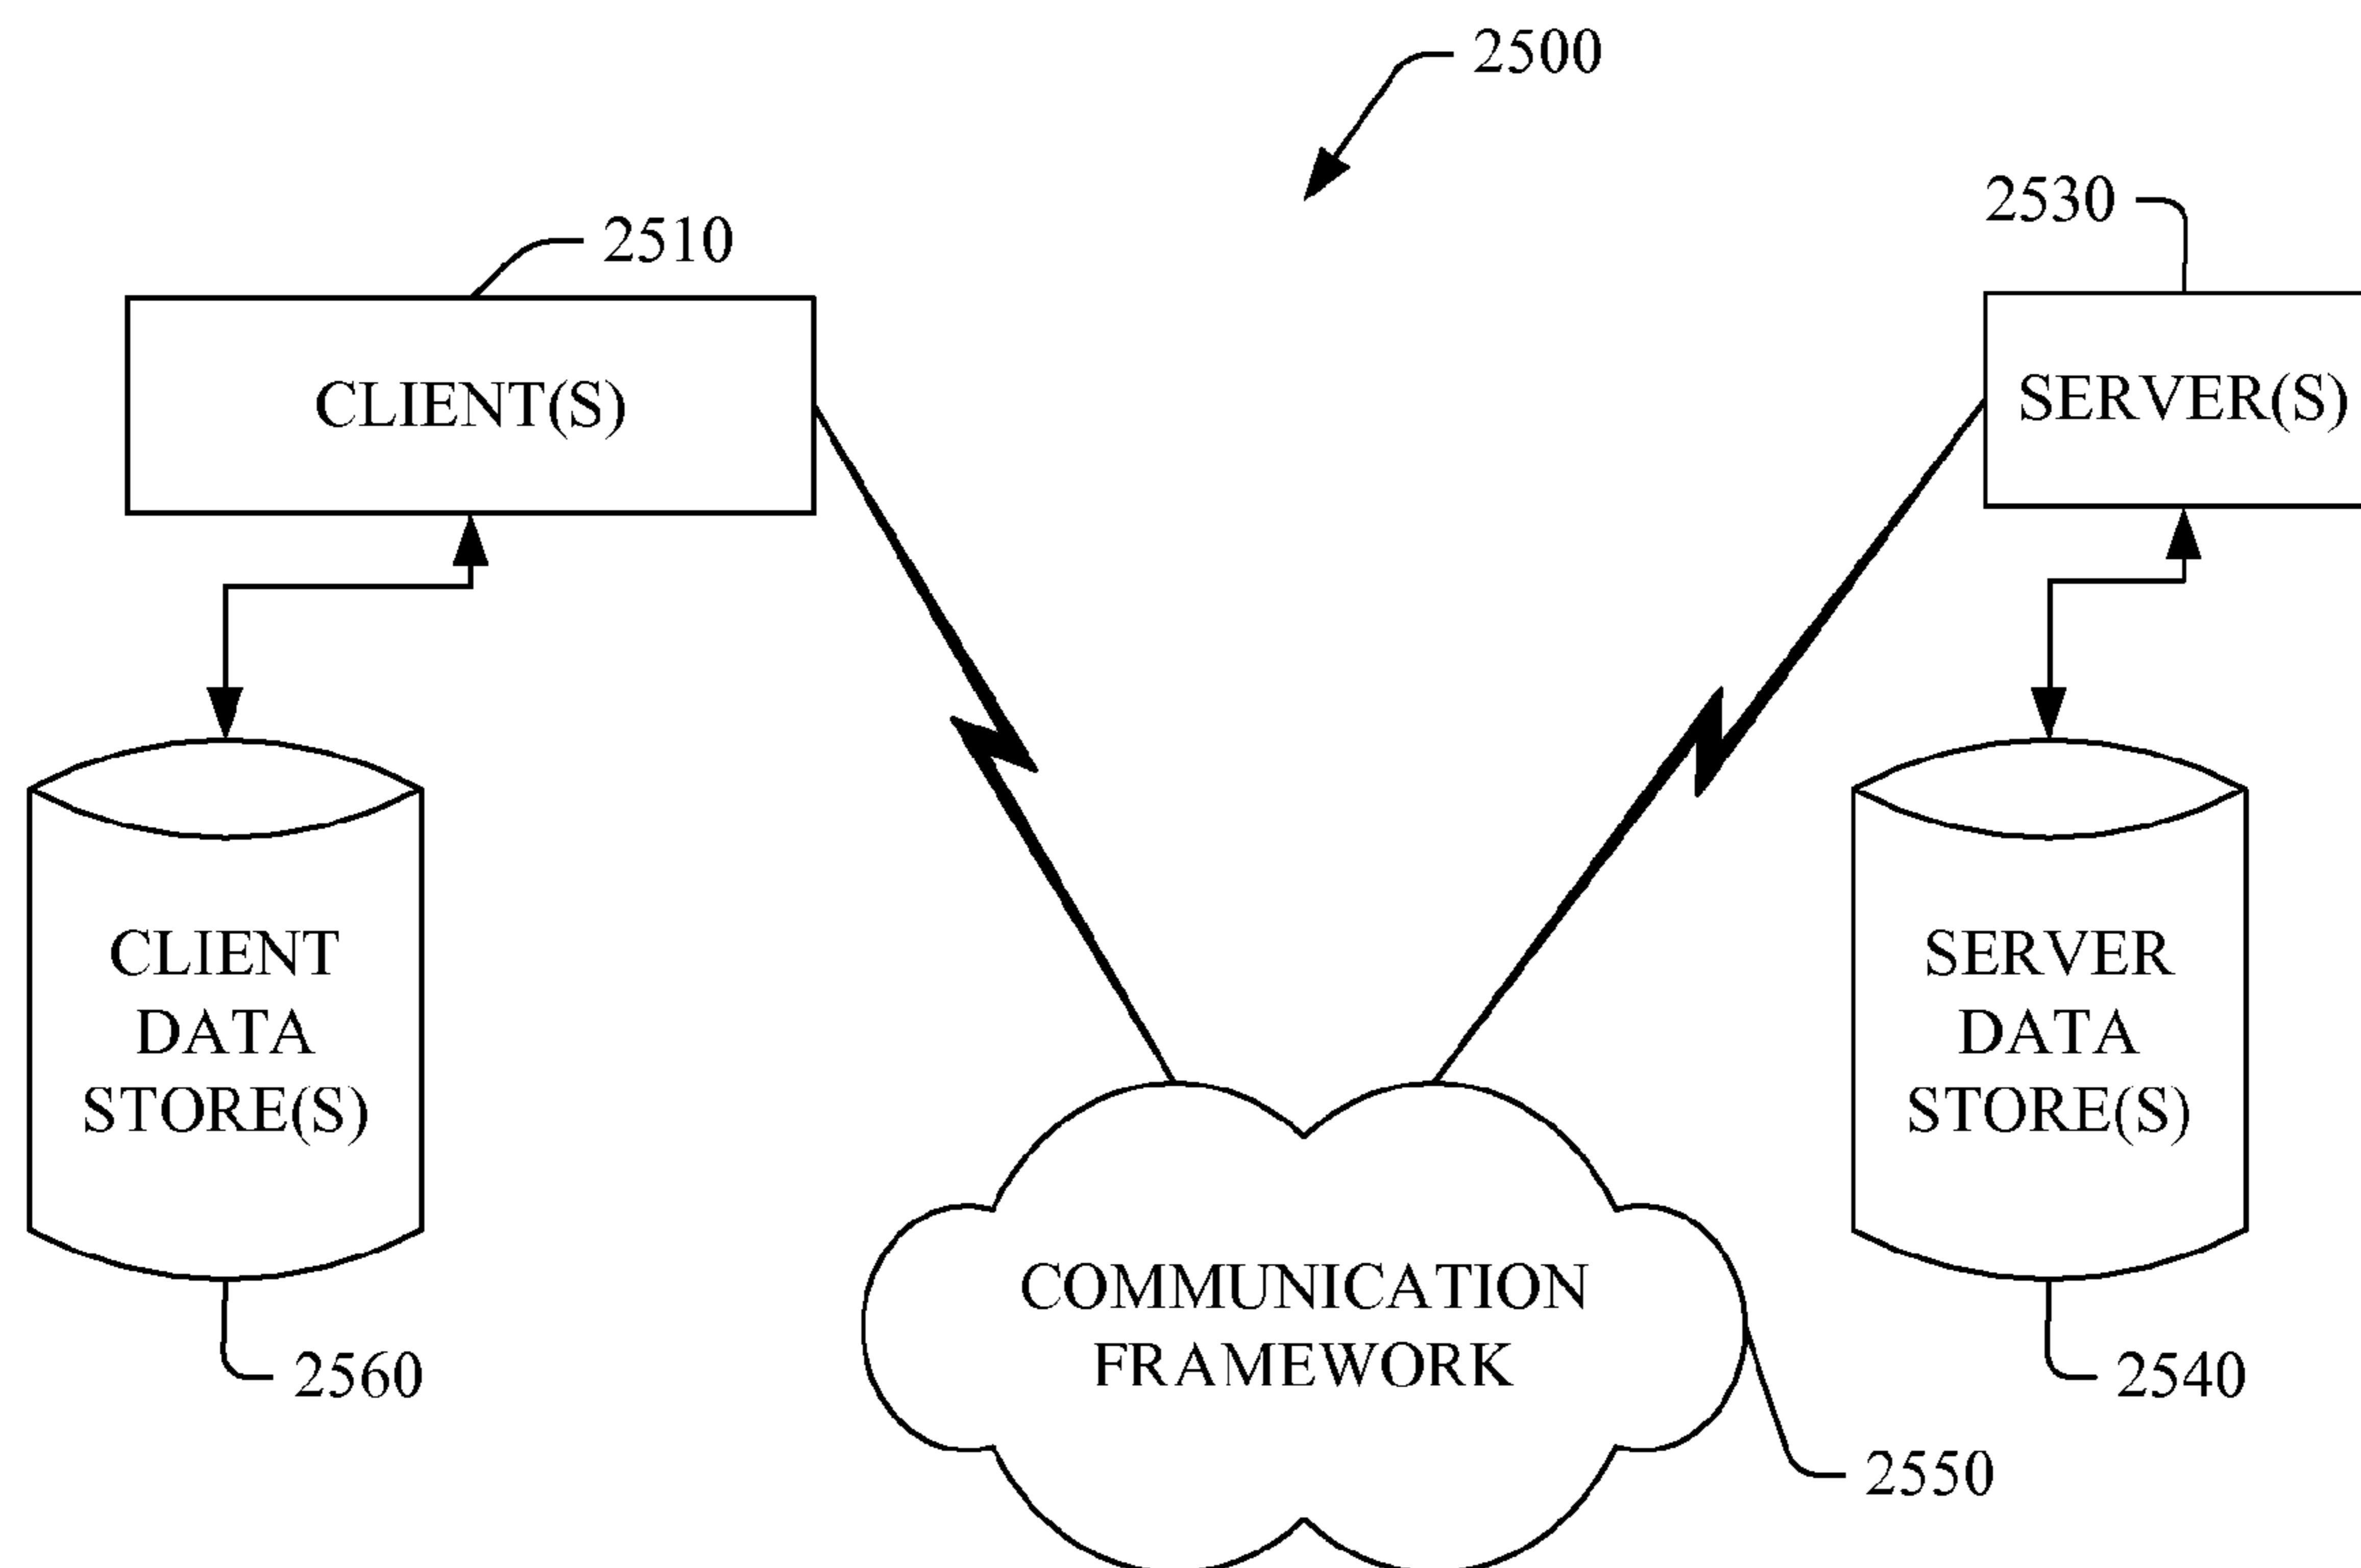 2500
2510
2530
CLIENT(S)
SERVER(S)
CLIENT
DATA
STORE(S)
SERVER
DATA
STORE(S)
COMMUNICATION
FRAMEWORK
2560
2540
2550